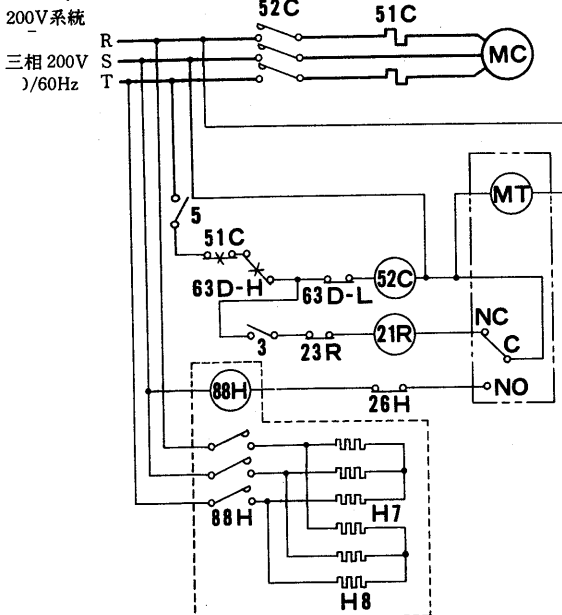 200V系統
三相 200V
)/60Hz
R
S
T
52C
51C
MC
MT
5
51C
63D-H
63D-L
52C
3
23R
21R
NC
C
88H
26H
NO
88H
H7
H8